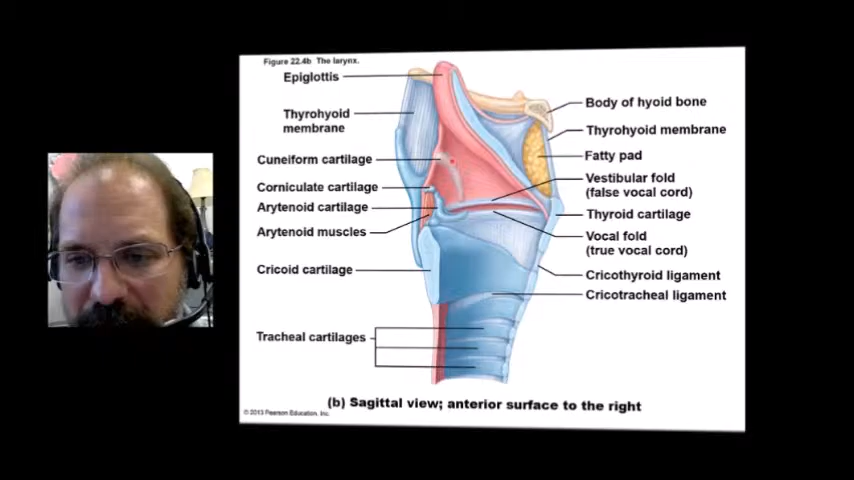 Figure 22.4b The larynx.
Epiglottis
Thyrohyoid
membrane
Cuneiform cartilage
Corniculate cartilage
Arytenoid cartilage
Arytenoid muscles
Cricoid cartilage
Tracheal cartilages
Body of hyoid bone
Thyrohyoid membrane
Fatty pad
Vestibular fold
(false vocal cord)
Thyroid cartilage
Vocal fold
(true vocal cord)
Cricothyroid ligament
Cricotracheal ligament
(b) Sagittal view; anterior surface to the right
© 2013 Pearson Education, Inc.